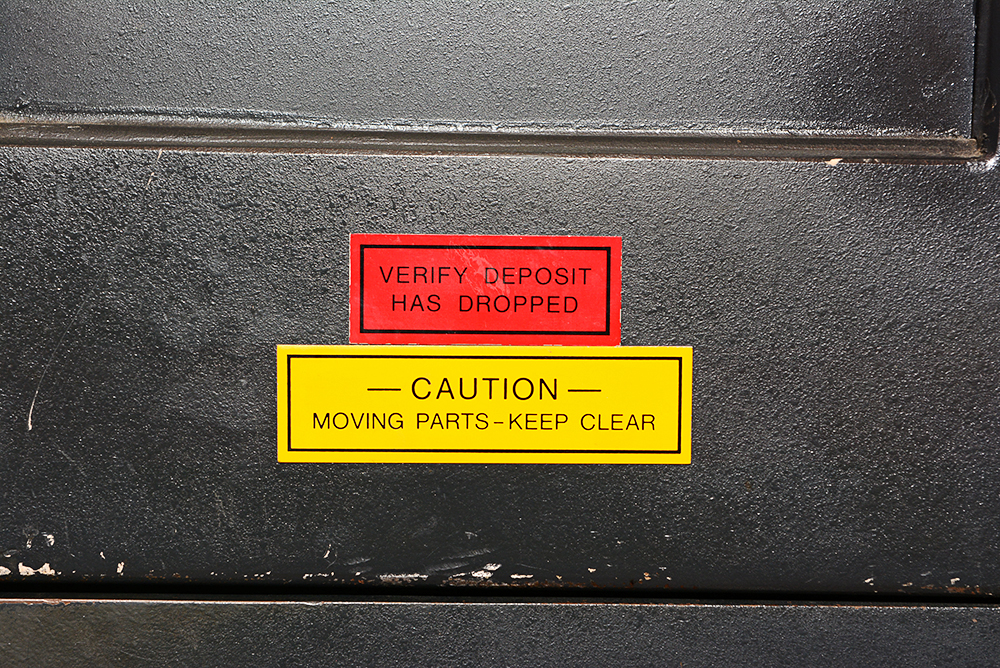 VERIFY DEPOSIT
HAS DROPPED
— CAUTION —
MOVING PARTS-KEEP CLEAR